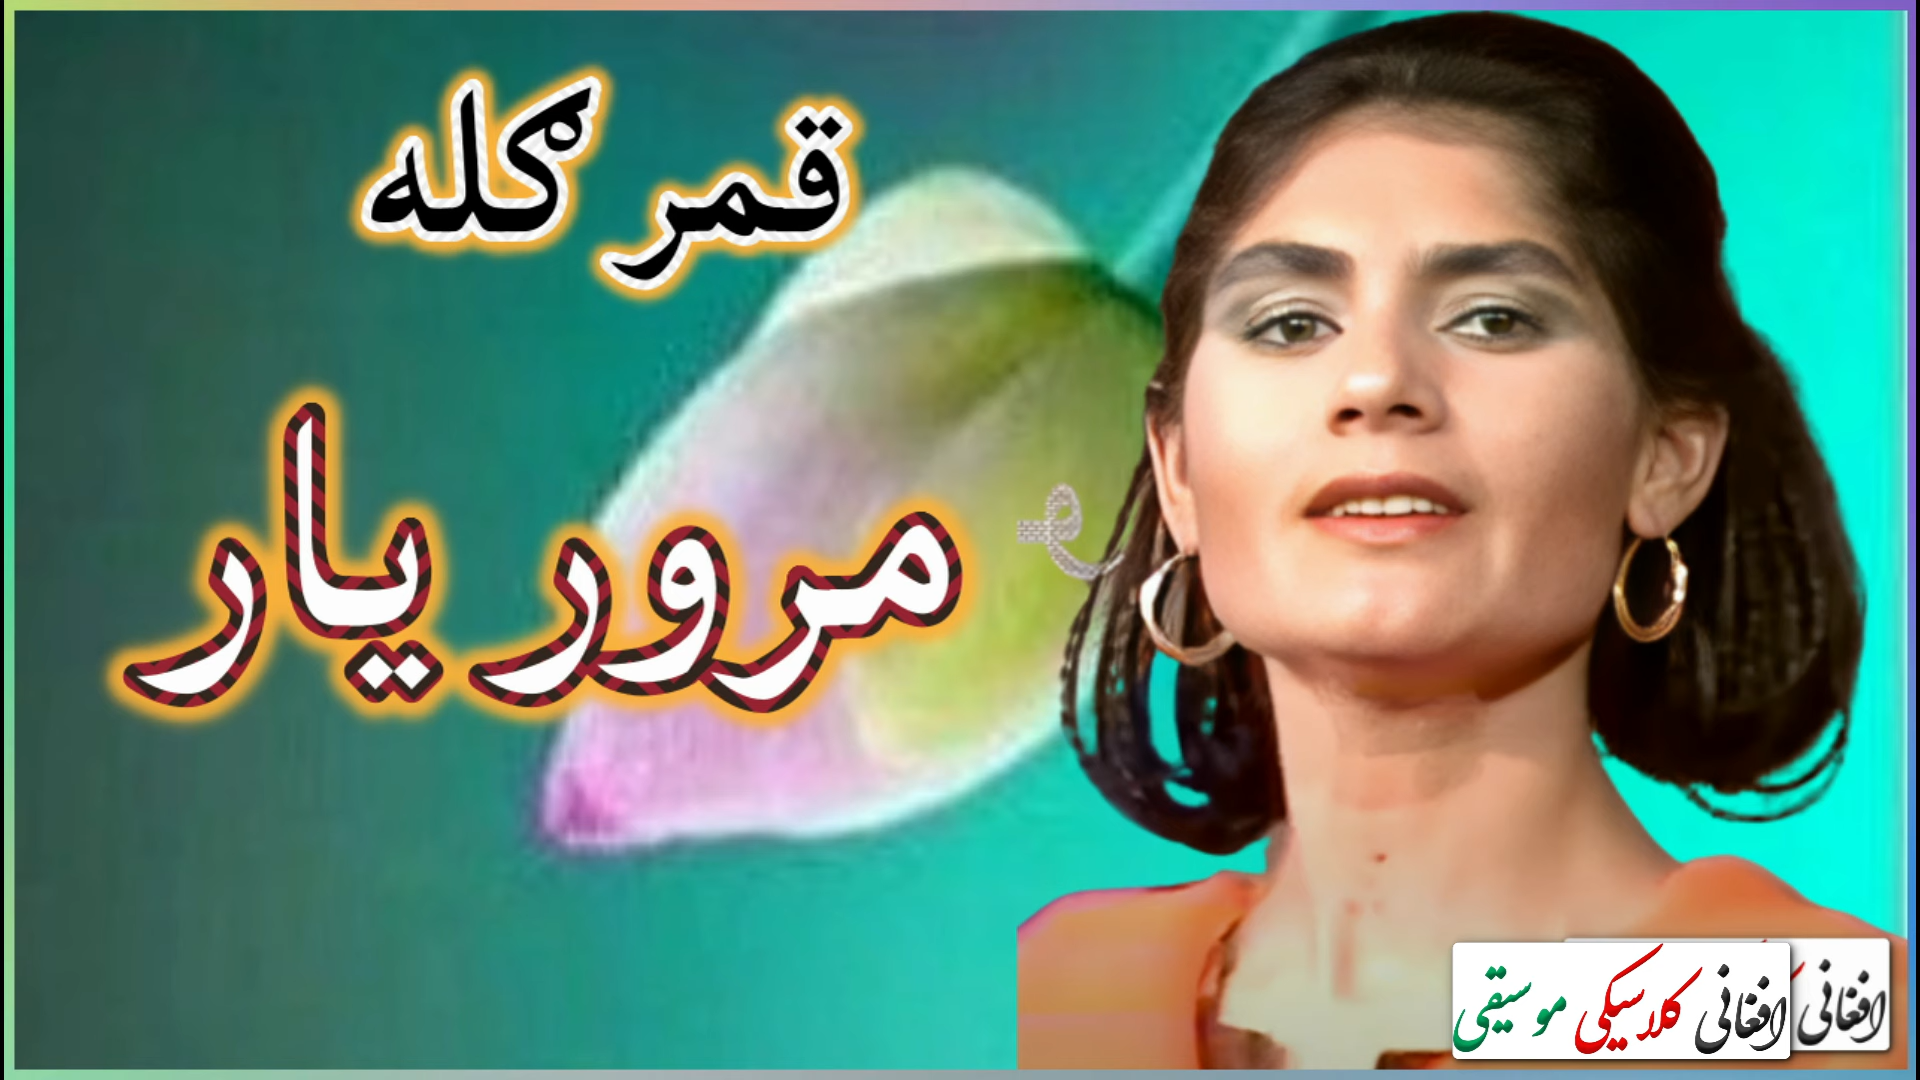 قمر ګله
مرور یار
افغانی کلاسیکی موسیقی
افغانی